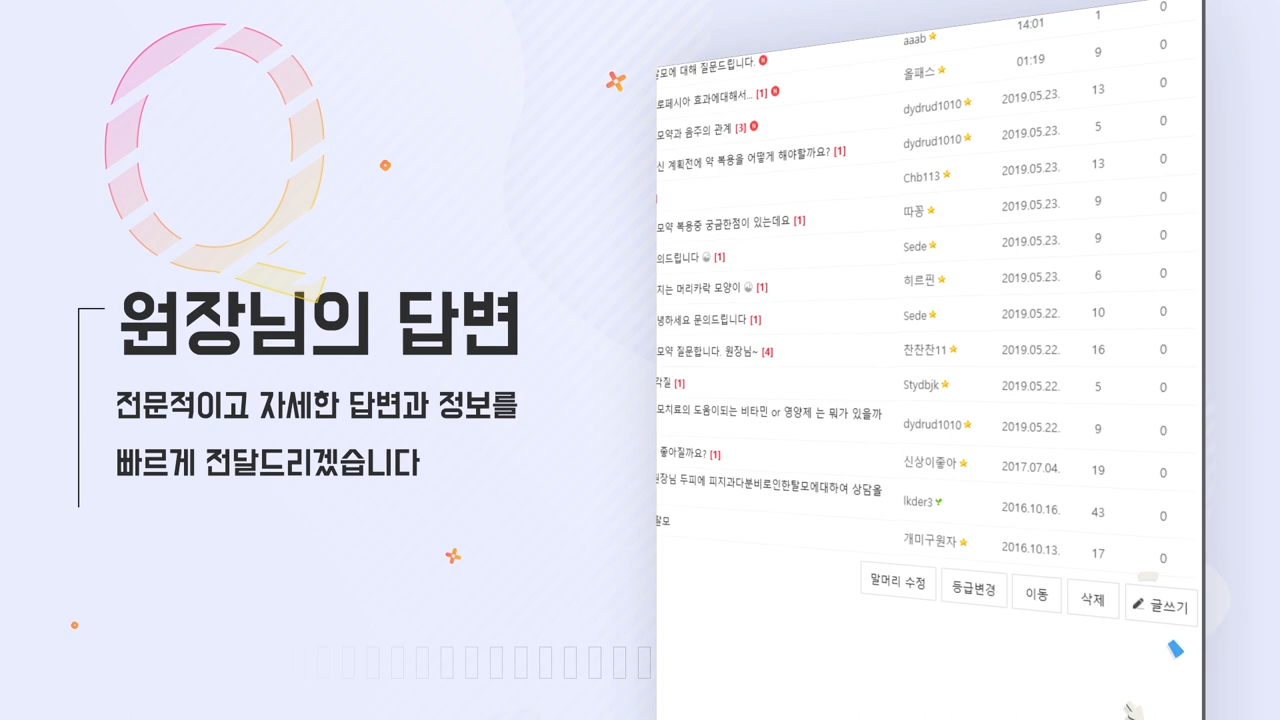 Q
원장님의 답변
전문적이고 자세한 답변과 정보를
빠르게 전달드리겠습니다
aaab 14:01 1 0
탈모에 대해 질문드립니다.
올패스 01:19 9 0
로페시아 효과에대해서... [1]
dydrud1010 2019.05.23. 13 0
모약과 음주의 관계 [3]
dydrud1010 2019.05.23. 5 0
신 계획전에 약 복용을 어떻게 해야할까요? [1]
Chb113 2019.05.23. 13 0
따꽁 2019.05.23. 9 0
모약 복용중 궁금한점이 있는데요 [1]
Sede 2019.05.23. 9 0
의드립니다 [1]
히르핀 2019.05.23. 6 0
지는 머리카락 모양이 [1]
Sede 2019.05.22. 10 0
녕하세요 문의드립니다 [1]
찬찬찬11 2019.05.22. 16 0
모약 질문합니다. 원장님~ [4]
Stydbjk 2019.05.22. 5 0
각질 [1]
dydrud1010 2019.05.22. 9 0
모치료의 도움이되는 비타민 or 영양제 는 뭐가 있을까
신상이좋아 2017.07.04. 19 0
좋아질까요? [1]
lkder3 2016.10.16. 43 0
원장님 두피에 피지과다분비로인한탈모에대하여 상담을
개미구원자 2016.10.13. 17 0
탈모
말머리 수정 등급변경 이동 삭제 글쓰기